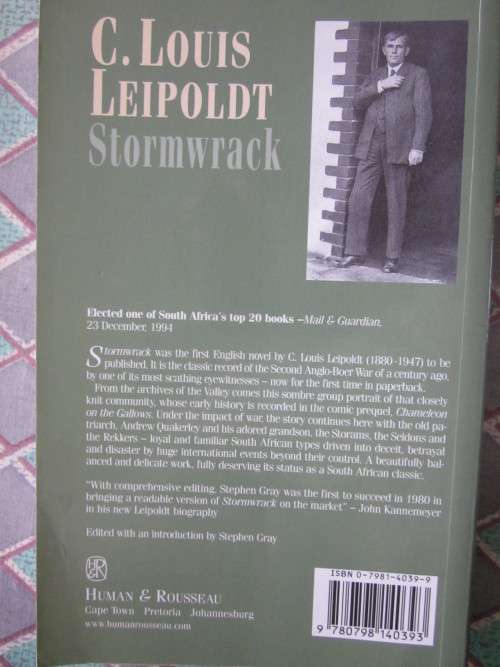 C. LOUIS
LEIPOLDT
Stormwrack
Elected one of South Africa's top 20 books –Mail & Guardian,
23 December, 1994
Stormwrack was the first English novel by C. Louis Leipoldt (1880–1947) to be
published. It is the classic record of the Second Anglo-Boer War of a century ago,
by one of its most scathing eyewitnesses – now for the first time in paperback.
From the archives of the Valley comes this sombre group portrait of that closely
knit community, whose early history is recorded in the comic prequel, Chameleon
on the Gallows. Under the impact of war, the story continues here with the old pa-
triarch, Andrew Quakerley and his adored grandson, the Storams, the Seldons and
the Rekkers – loyal and familiar South African types driven into deceit, betrayal
and disaster by huge international events beyond their control. A beautifully bal-
anced and delicate work, fully deserving its status as a South African classic.
"With comprehensive editing, Stephen Gray was the first to succeed in 1980 in
bringing a readable version of Stormwrack on the market" – John Kannemeyer
in his new Leipoldt biography
Edited with an introduction by Stephen Gray
HR
&R
HUMAN & ROUSSEAU
Cape Town Pretoria Johannesburg
www.humanrousseau.com
ISBN 0-7981-4039-9
9 780798 140393